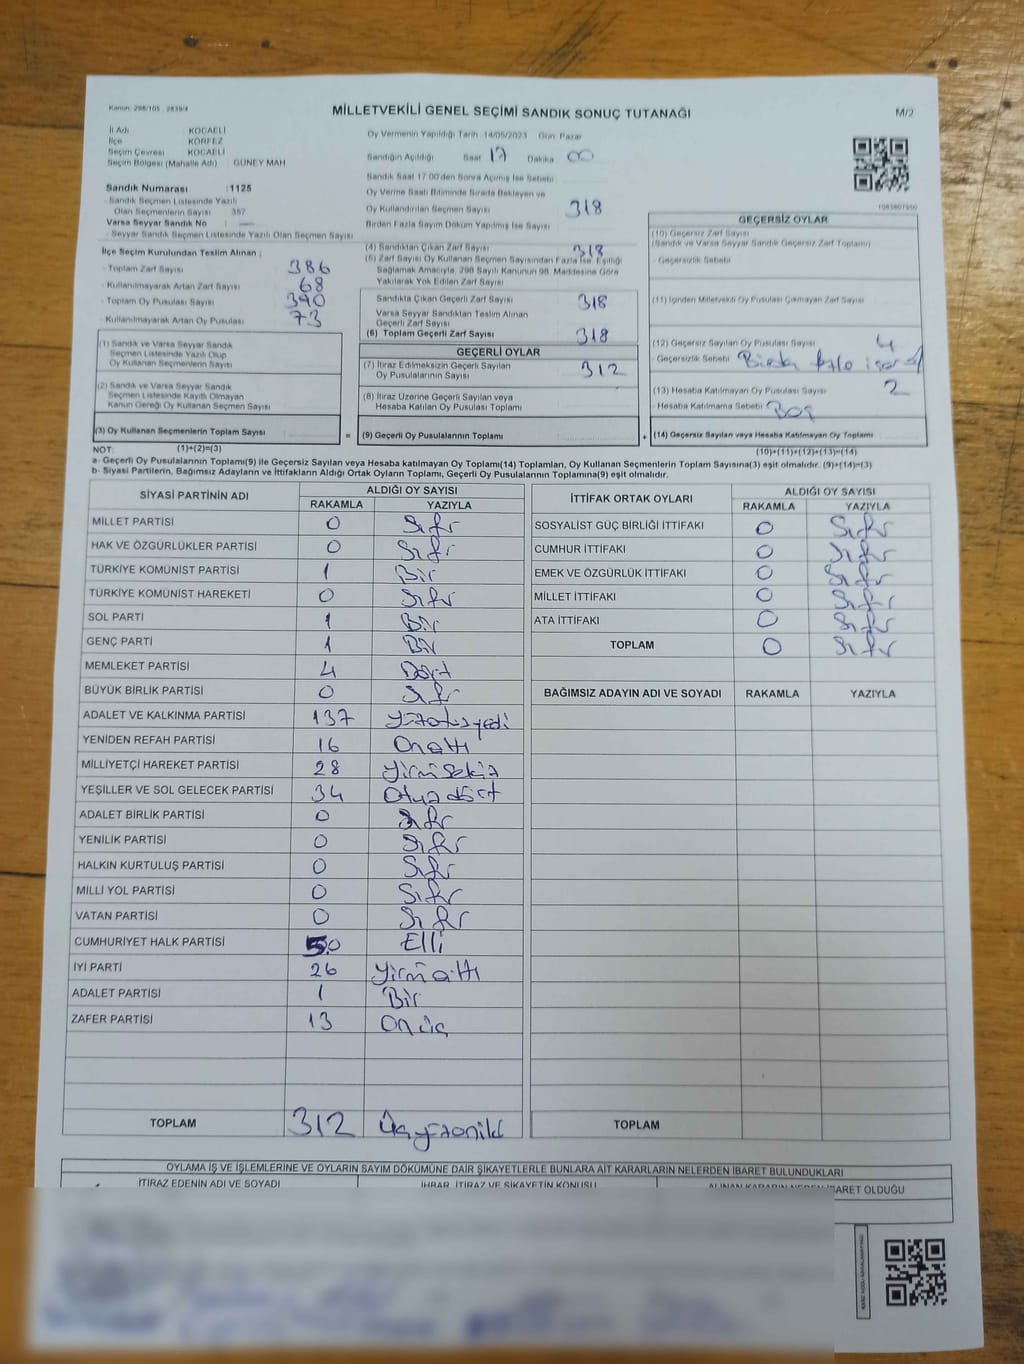 Kanun: 298/105 , 2839/4
MİLLETVEKİLİ GENEL SEÇİMİ SANDIK SONUÇ TUTANAĞI
M/2
İl Adı KOCAELİ
İlçe KÖRFEZ
Seçim Çevresi KOCAELİ
Seçim Bölgesi (Mahalle Adı) GÜNEY MAH
Sandık Numarası :1125
- Sandık Seçmen Listesinde Yazılı
Olan Seçmenlerin Sayısı 357
Varsa Seyyar Sandık No
- Seyyar Sandık Seçmen Listesinde Yazılı Olan Seçmen Sayısı
İlçe Seçim Kurulundan Teslim Alınan ;
- Toplam Zarf Sayısı 386
- Kullanılmayarak Artan Zarf Sayısı 68
- Toplam Oy Pusulası Sayısı 390
- Kullanılmayarak Artan Oy Pusulası 73
Oy Vermenin Yapıldığı Tarih 14/05/2023 Gün: Pazar
Sandığın Açıldığı Saat 17 Dakika 00
Sandık Saat 17.00'den Sonra Açılmış İse Sebebi
Oy Verme Saati Bitiminde Sırada Bekleyen ve
Oy Kullandırılan Seçmen Sayısı 318
Birden Fazla Sayım Döküm Yapılmış İse Sayısı
(4) Sandıktan Çıkan Zarf Sayısı 318
(5) Zarf Sayısı Oy Kullanan Seçmen Sayısından Fazla İse, Eşitliği
Sağlamak Amacıyla, 298 Sayılı Kanunun 98. Maddesine Göre
Yakılarak Yok Edilen Zarf Sayısı
Sandıkta Çıkan Geçerli Zarf Sayısı 318
Varsa Seyyar Sandıktan Teslim Alınan
Geçerli Zarf Sayısı
(6) Toplam Geçerli Zarf Sayısı 318
GEÇERLİ OYLAR
(7) İtiraz Edilmeksizin Geçerli Sayılan
Oy Pusulalarının Sayısı 312
(8) İtiraz Üzerine Geçerli Sayılan veya
Hesaba Katılan Oy Pusulası Toplamı
(9) Geçerli Oy Pusulalarının Toplamı
(1) Sandık ve Varsa Seyyar Sandık
Seçmen Listesinde Yazılı Olup
Oy Kullanan Seçmenlerin Sayısı
(2) Sandık ve Varsa Seyyar Sandık
Seçmen Listesinde Kayıtlı Olmayan
Kanun Gereği Oy Kullanan Seçmen Sayısı
(3) Oy Kullanan Seçmenlerin Toplam Sayısı
=
+
GEÇERSİZ OYLAR
(10) Geçersiz Zarf Sayısı
(Sandık ve Varsa Seyyar Sandık Geçersiz Zarf Toplamı)
- Geçersizlik Sebebi
(11) İçinden Milletvekili Oy Pusulası Çıkmayan Zarf Sayısı
(12) Geçersiz Sayılan Oy Pusulası Sayısı 4
- Geçersizlik Sebebi
(13) Hesaba Katılmayan Oy Pusulası Sayısı 2
- Hesaba Katılmama Sebebi Boş
(14) Geçersiz Sayılan veya Hesaba Katılmayan Oy Toplamı
NOT: (1)+(2)=(3) (10)+(11)+(12)+(13)=(14)
a- Geçerli Oy Pusulalarının Toplamı(9) ile Geçersiz Sayılan veya Hesaba katılmayan Oy Toplamı(14) Toplamları, Oy Kullanan Seçmenlerin Toplam Sayısına(3) eşit olmalıdır. (9)+(14)=(3)
b- Siyasi Partilerin, Bağımsız Adayların ve İttifakların Aldığı Ortak Oyların Toplamı, Geçerli Oy Pusulalarının Toplamına(9) eşit olmalıdır.
SİYASİ PARTİNİN ADI ALDIĞI OY SAYISI
RAKAMLA YAZIYLA
MİLLET PARTİSİ 0 Sıfır
HAK VE ÖZGÜRLÜKLER PARTİSİ 0 Sıfır
TÜRKİYE KOMÜNİST PARTİSİ 1 Bir
TÜRKİYE KOMÜNİST HAREKETİ 0 Sıfır
SOL PARTİ 1 Bir
GENÇ PARTİ 1 Bir
MEMLEKET PARTİSİ 4 Dört
BÜYÜK BİRLİK PARTİSİ 0 Sıfır
ADALET VE KALKINMA PARTİSİ 137 Yüzotuzyedi
YENİDEN REFAH PARTİSİ 16 Onaltı
MİLLİYETÇİ HAREKET PARTİSİ 28 Yirmisekiz
YEŞİLLER VE SOL GELECEK PARTİSİ 34 Otuzdört
ADALET BİRLİK PARTİSİ 0 Sıfır
YENİLİK PARTİSİ 0 Sıfır
HALKIN KURTULUŞ PARTİSİ 0 Sıfır
MİLLİ YOL PARTİSİ 0 Sıfır
VATAN PARTİSİ 0 Sıfır
CUMHURİYET HALK PARTİSİ 50 Elli
İYİ PARTİ 26 Yirmialtı
ADALET PARTİSİ 1 Bir
ZAFER PARTİSİ 13 Onüç
TOPLAM 312 Üçyüzoniki
İTTİFAK ORTAK OYLARI ALDIĞI OY SAYISI
RAKAMLA YAZIYLA
SOSYALİST GÜÇ BİRLİĞİ İTTİFAKI 0 Sıfır
CUMHUR İTTİFAKI 0 Sıfır
EMEK VE ÖZGÜRLÜK İTTİFAKI 0 Sıfır
MİLLET İTTİFAKI 0 Sıfır
ATA İTTİFAKI 0 Sıfır
TOPLAM 0 Sıfır
BAĞIMSIZ ADAYIN ADI VE SOYADI RAKAMLA YAZIYLA
TOPLAM
OYLAMA İŞ VE İŞLEMLERİNE VE OYLARIN SAYIM DÖKÜMÜNE DAİR ŞİKAYETLERLE BUNLARA AİT KARARLARIN NELERDEN İBARET BULUNDUKLARI
İTİRAZ EDENİN ADI VE SOYADI İHBAR, İTİRAZ VE ŞİKAYETİN KONUSU ALINAN KARARIN NEDEN İBARET OLDUĞU